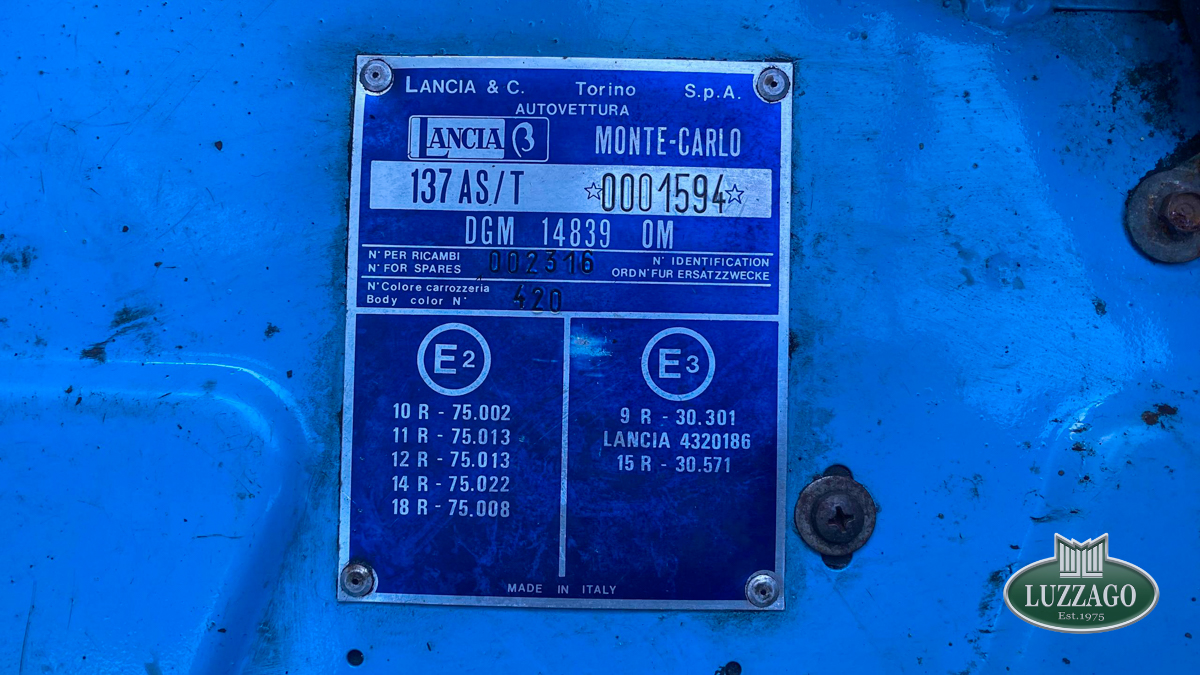 LANCIA & C. Torino S.p.A.
AUTOVETTURA
LANCIA β MONTE-CARLO
137 AS/T ☆0001594☆
DGM 14839 OM
N° PER RICAMBI 002316 N° IDENTIFICATION
N° FOR SPARES ORDN° FUR ERSATZZWECKE
N° Colore carrozzeria
Body color N° 420
E2 E3
10 R - 75.002 9 R - 30.301
11 R - 75.013 LANCIA 4320186
12 R - 75.013 15 R - 30.571
14 R - 75.022
18 R - 75.008
MADE IN ITALY
LUZZAGO
Est.1975